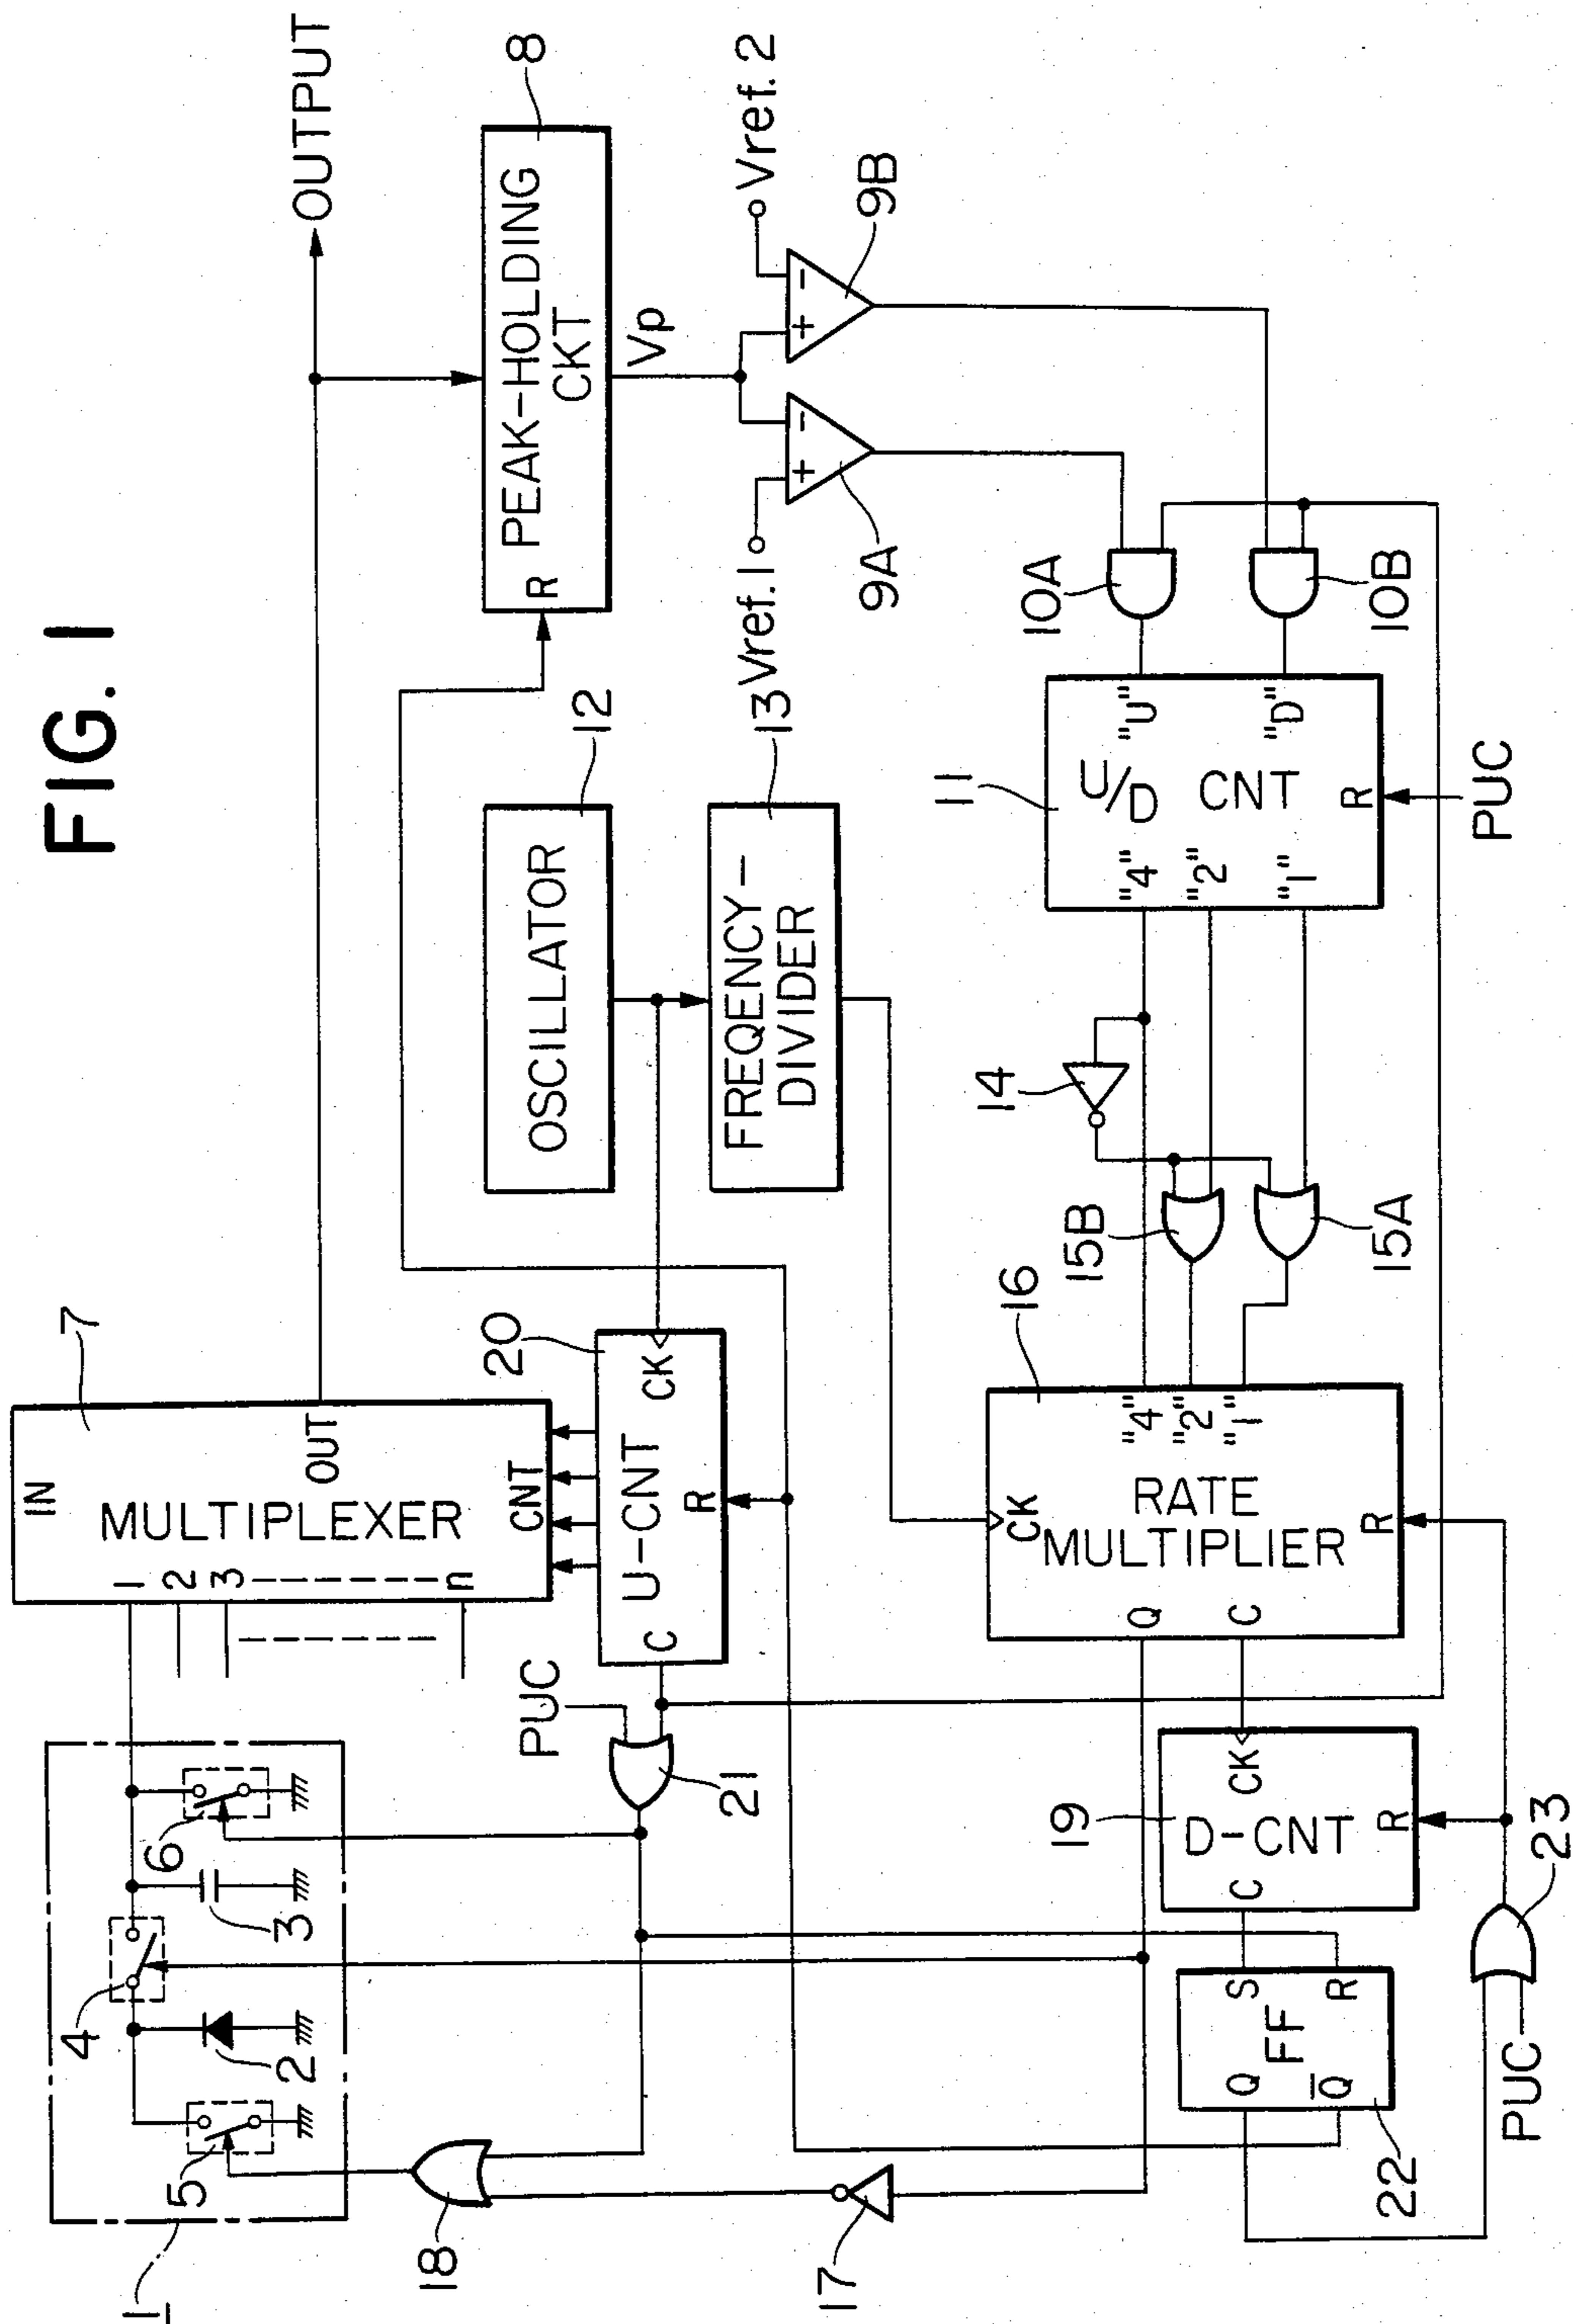 FIG. 1
1
5
2
4
3
6
7
IN
1
2
3
n
MULTIPLEXER
OUT
CNT
OUTPUT
8
PEAK-HOLDING
CKT
R
Vp
Vref. 1
Vref. 2
9A
9B
12
OSCILLATOR
13
FREQENCY-
DIVIDER
20
U-CNT
CK
C
R
PUC
21
18
17
10A
10B
11
U/D
CNT
"U"
"D"
"4"
"2"
"1"
R
PUC
14
15B
15A
16
RATE
MULTIPLIER
CK
"4"
"2"
"1"
Q
C
R
19
D-CNT
CK
C
R
22
FF
S
R
Q
Q̅
23
PUC